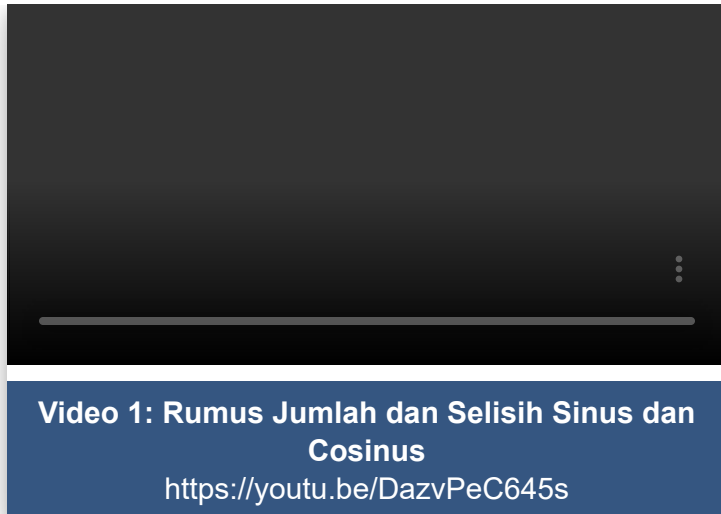 Video 1: Rumus Jumlah dan Selisih Sinus dan
Cosinus
https://youtu.be/DazvPeC645s